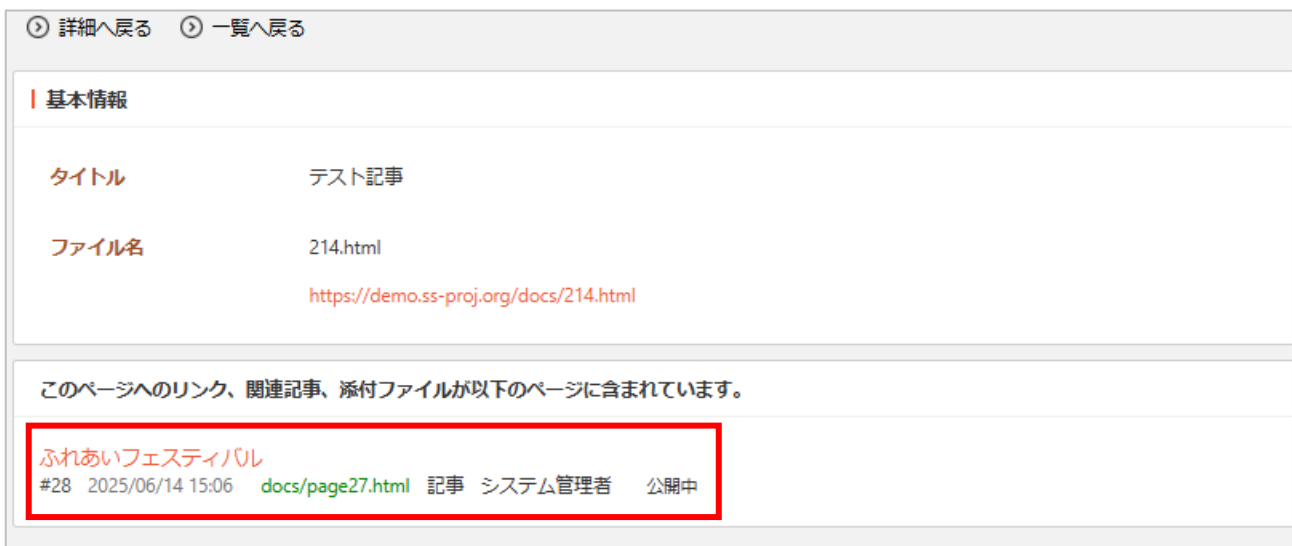 詳細へ戻る 一覧へ戻る
基本情報
タイトル テスト記事
ファイル名 214.html
https://demo.ss-proj.org/docs/214.html
このページへのリンク、関連記事、添付ファイルが以下のページに含まれています。
ふれあいフェスティバル
#28 2025/06/14 15:06 docs/page27.html 記事 システム管理者 公開中